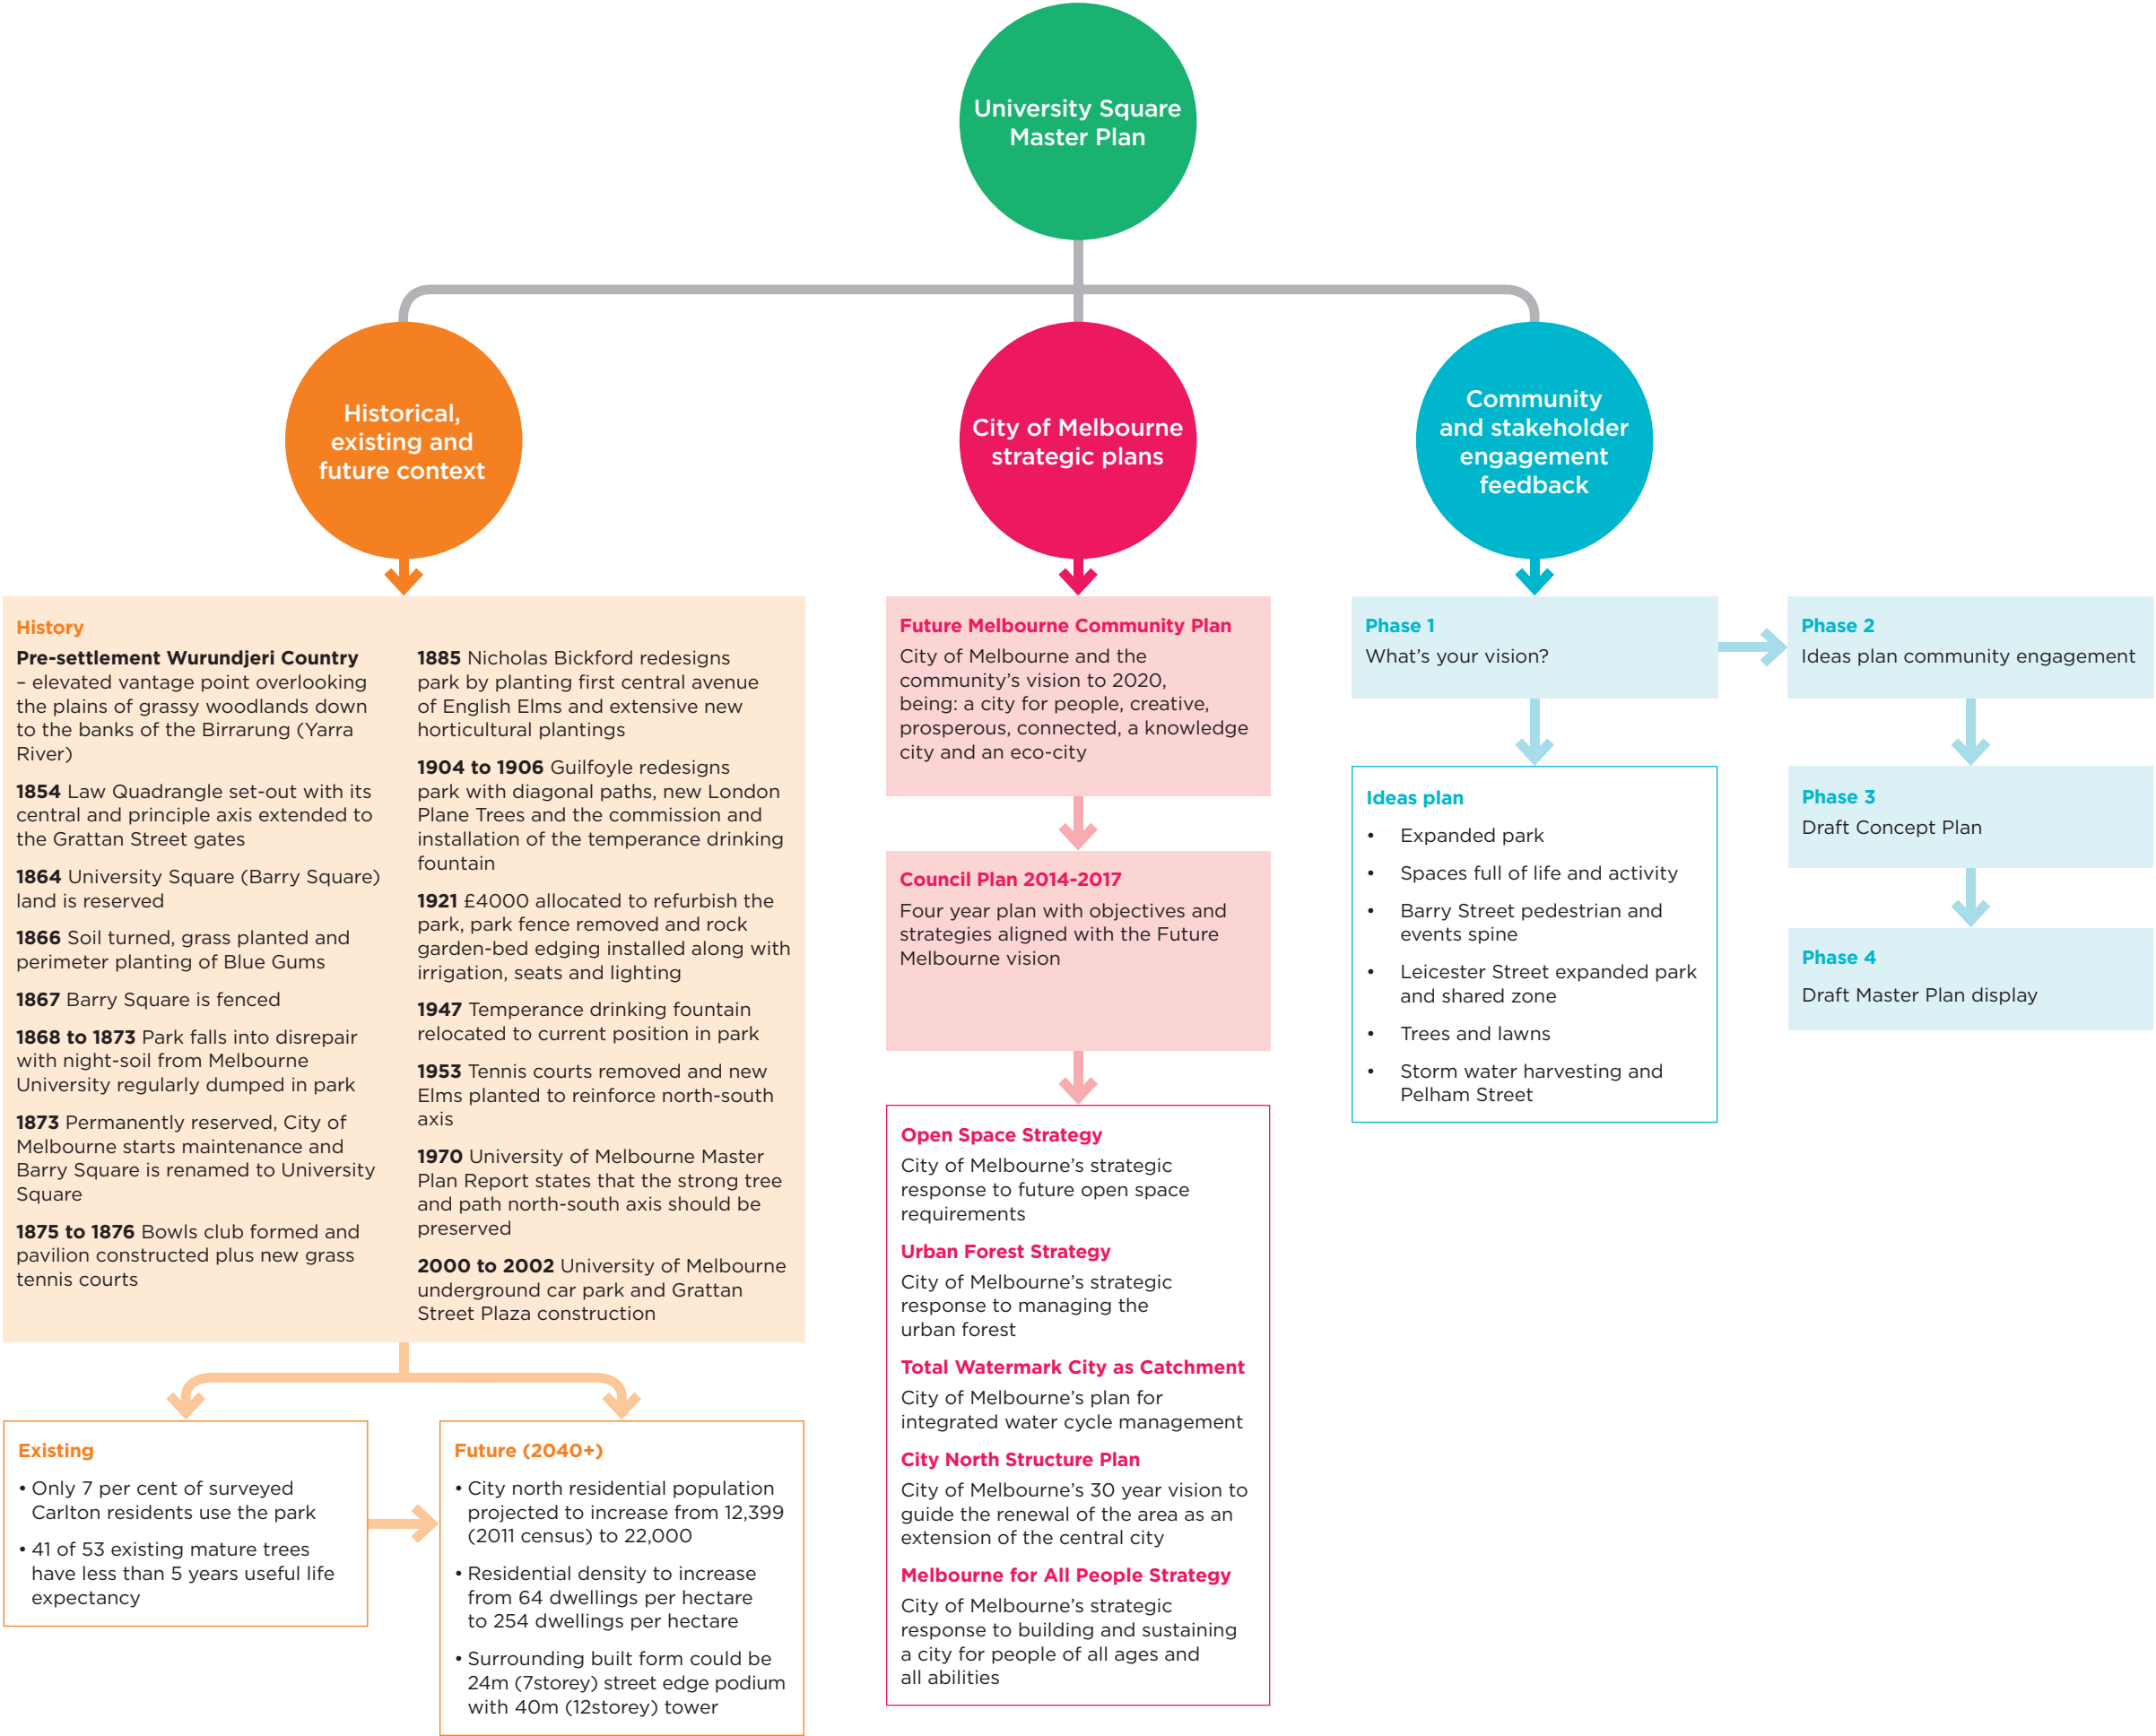 University Square
Master Plan
Historical,
existing and
future context
City of Melbourne
strategic plans
Community
and stakeholder
engagement
feedback
History
Pre-settlement Wurundjeri Country
– elevated vantage point overlooking
the plains of grassy woodlands down
to the banks of the Birrarung (Yarra
River)
1854 Law Quadrangle set-out with its
central and principle axis extended to
the Grattan Street gates
1864 University Square (Barry Square)
land is reserved
1866 Soil turned, grass planted and
perimeter planting of Blue Gums
1867 Barry Square is fenced
1868 to 1873 Park falls into disrepair
with night-soil from Melbourne
University regularly dumped in park
1873 Permanently reserved, City of
Melbourne starts maintenance and
Barry Square is renamed to University
Square
1875 to 1876 Bowls club formed and
pavilion constructed plus new grass
tennis courts
1885 Nicholas Bickford redesigns
park by planting first central avenue
of English Elms and extensive new
horticultural plantings
1904 to 1906 Guilfoyle redesigns
park with diagonal paths, new London
Plane Trees and the commission and
installation of the temperance drinking
fountain
1921 £4000 allocated to refurbish the
park, park fence removed and rock
garden-bed edging installed along with
irrigation, seats and lighting
1947 Temperance drinking fountain
relocated to current position in park
1953 Tennis courts removed and new
Elms planted to reinforce north-south
axis
1970 University of Melbourne Master
Plan Report states that the strong tree
and path north-south axis should be
preserved
2000 to 2002 University of Melbourne
underground car park and Grattan
Street Plaza construction
Existing
• Only 7 per cent of surveyed
Carlton residents use the park
• 41 of 53 existing mature trees
have less than 5 years useful life
expectancy
Future (2040+)
• City north residential population
projected to increase from 12,399
(2011 census) to 22,000
• Residential density to increase
from 64 dwellings per hectare
to 254 dwellings per hectare
• Surrounding built form could be
24m (7storey) street edge podium
with 40m (12storey) tower
Future Melbourne Community Plan
City of Melbourne and the
community’s vision to 2020,
being: a city for people, creative,
prosperous, connected, a knowledge
city and an eco-city
Council Plan 2014-2017
Four year plan with objectives and
strategies aligned with the Future
Melbourne vision
Open Space Strategy
City of Melbourne’s strategic
response to future open space
requirements
Urban Forest Strategy
City of Melbourne’s strategic
response to managing the
urban forest
Total Watermark City as Catchment
City of Melbourne’s plan for
integrated water cycle management
City North Structure Plan
City of Melbourne’s 30 year vision to
guide the renewal of the area as an
extension of the central city
Melbourne for All People Strategy
City of Melbourne’s strategic
response to building and sustaining
a city for people of all ages and
all abilities
Phase 1
What’s your vision?
Ideas plan
• Expanded park
• Spaces full of life and activity
• Barry Street pedestrian and
events spine
• Leicester Street expanded park
and shared zone
• Trees and lawns
• Storm water harvesting and
Pelham Street
Phase 2
Ideas plan community engagement
Phase 3
Draft Concept Plan
Phase 4
Draft Master Plan display